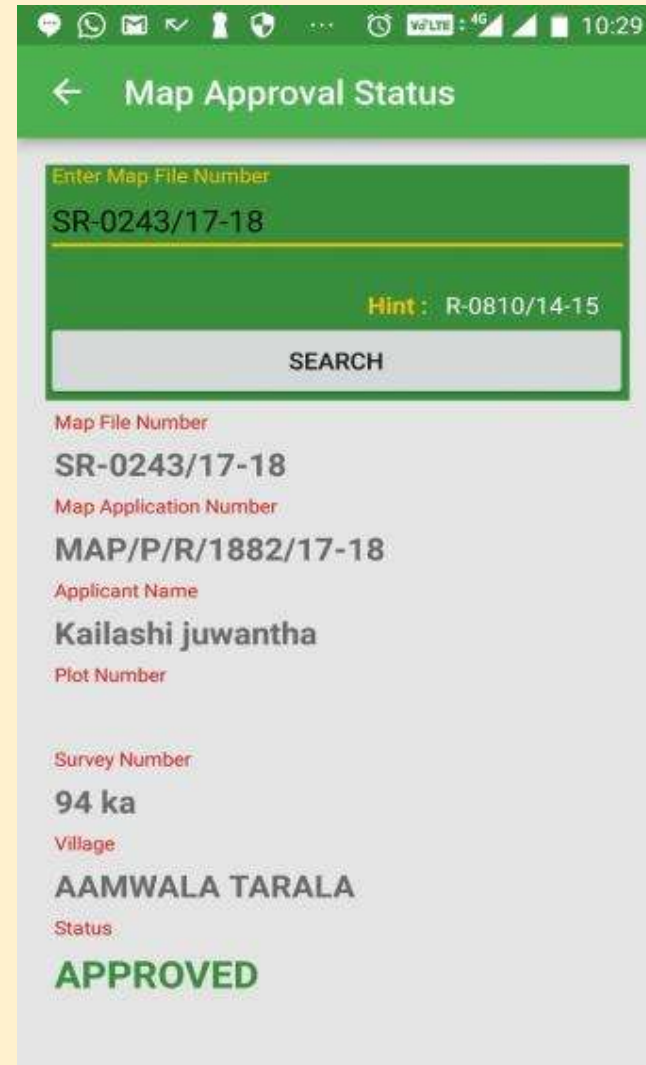 VoLTE 4G 10:29
Map Approval Status
Enter Map File Number
SR-0243/17-18
Hint : R-0810/14-15
SEARCH
Map File Number
SR-0243/17-18
Map Application Number
MAP/P/R/1882/17-18
Applicant Name
Kailashi juwantha
Plot Number
Survey Number
94 ka
Village
AAMWALA TARALA
Status
APPROVED